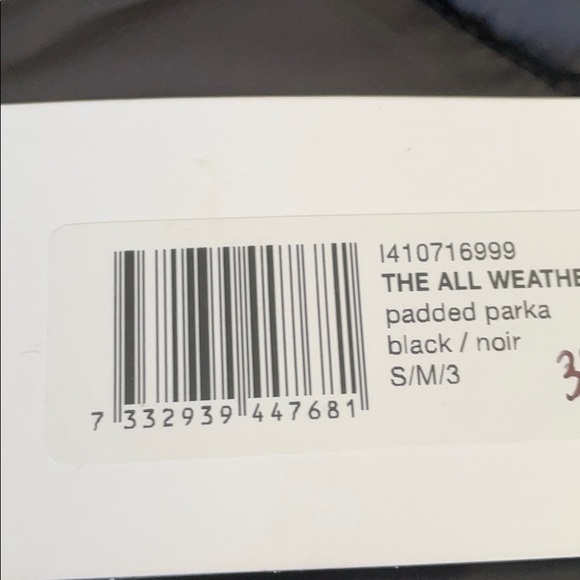 I410716999
THE ALL WEATHE
padded parka
black / noir
S/M/3
7 332939 447681